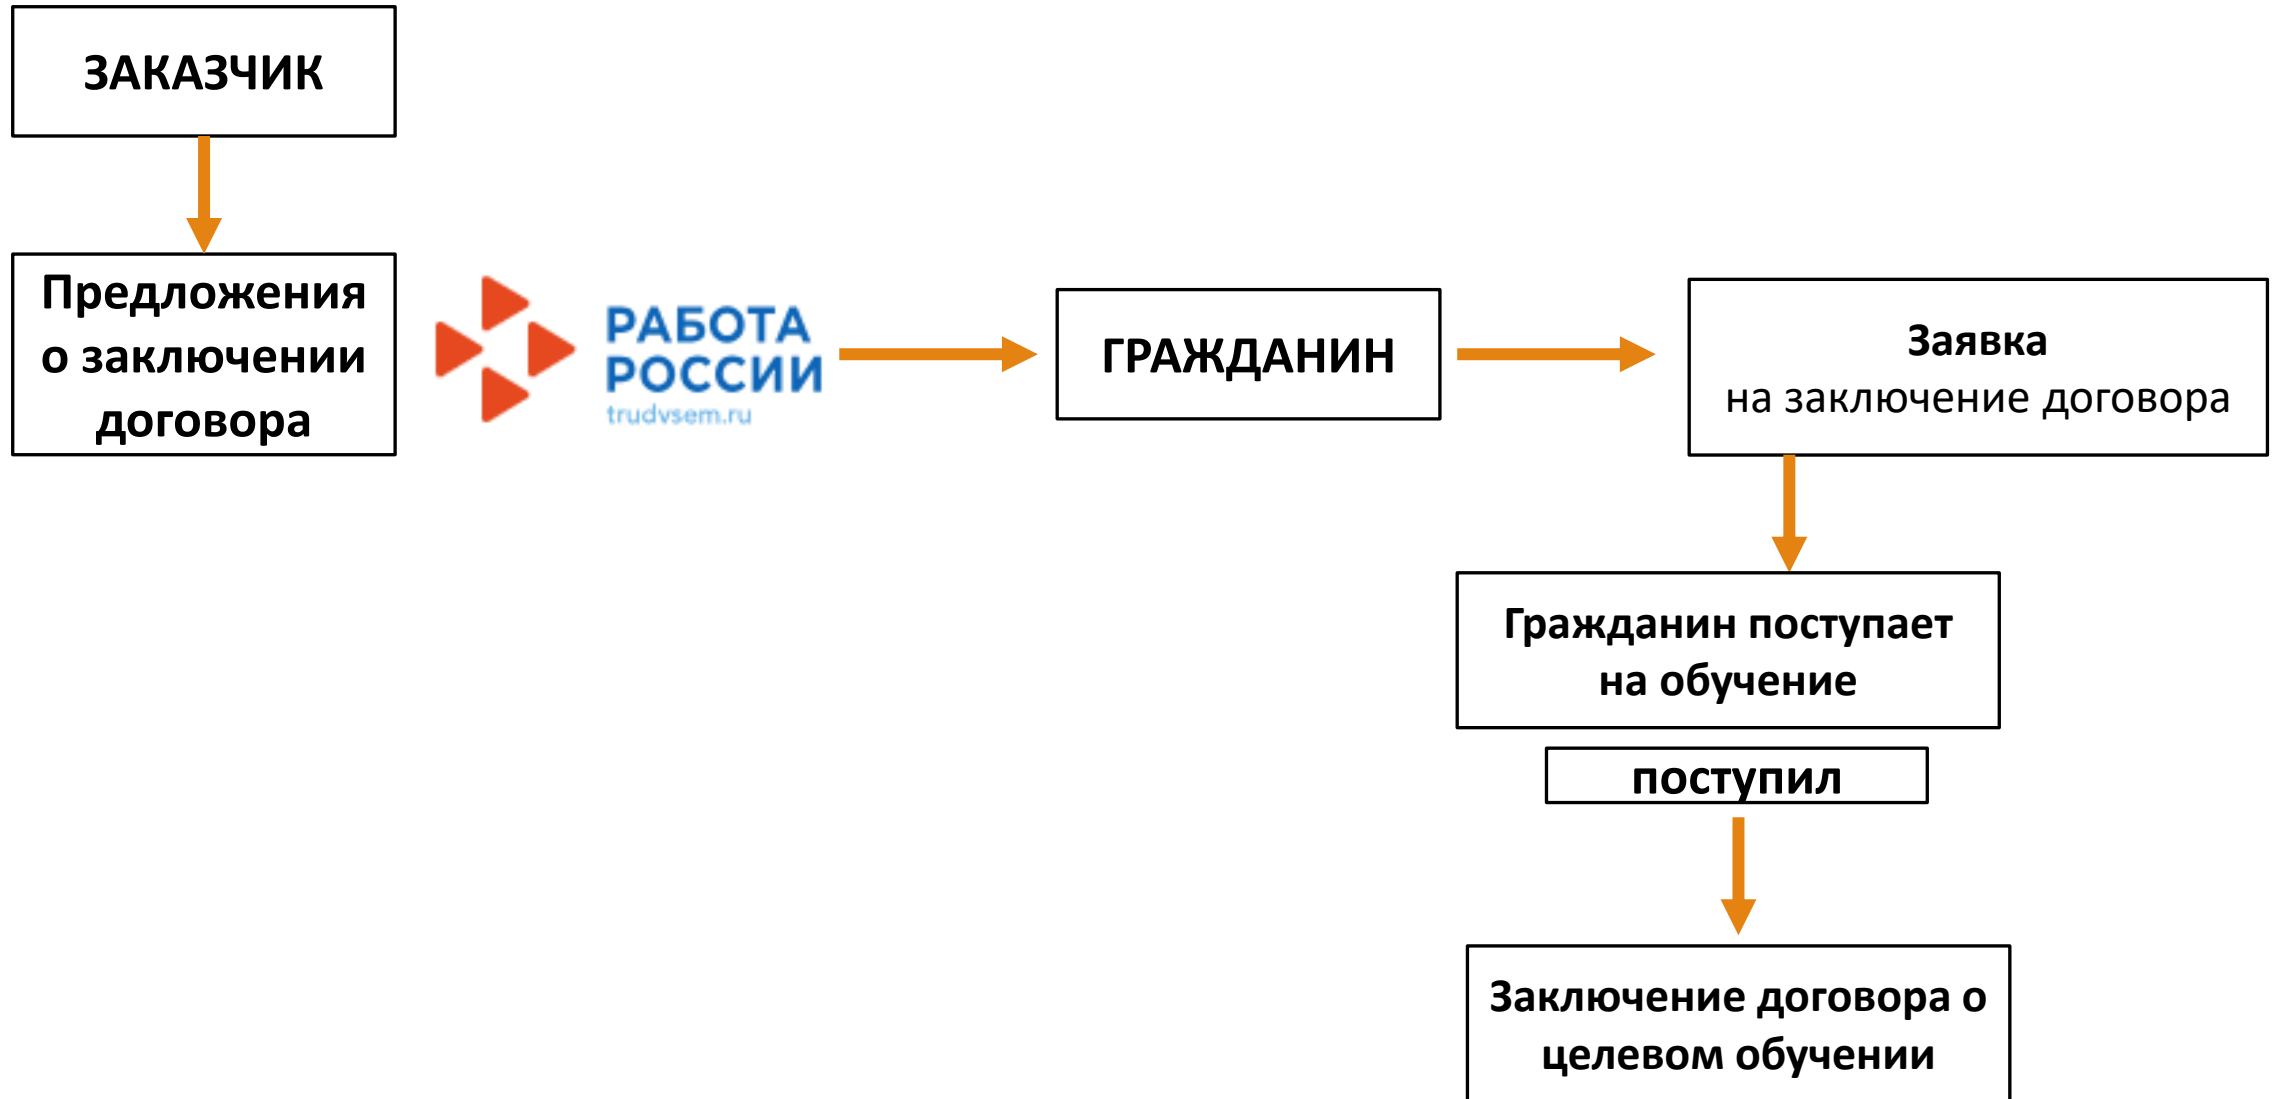 ЗАКАЗЧИК
Предложения
о заключении
договора
РАБОТА
РОССИИ
trudvsem.ru
ГРАЖДАНИН
Заявка
на заключение договора
Гражданин поступает
на обучение
поступил
Заключение договора о
целевом обучении